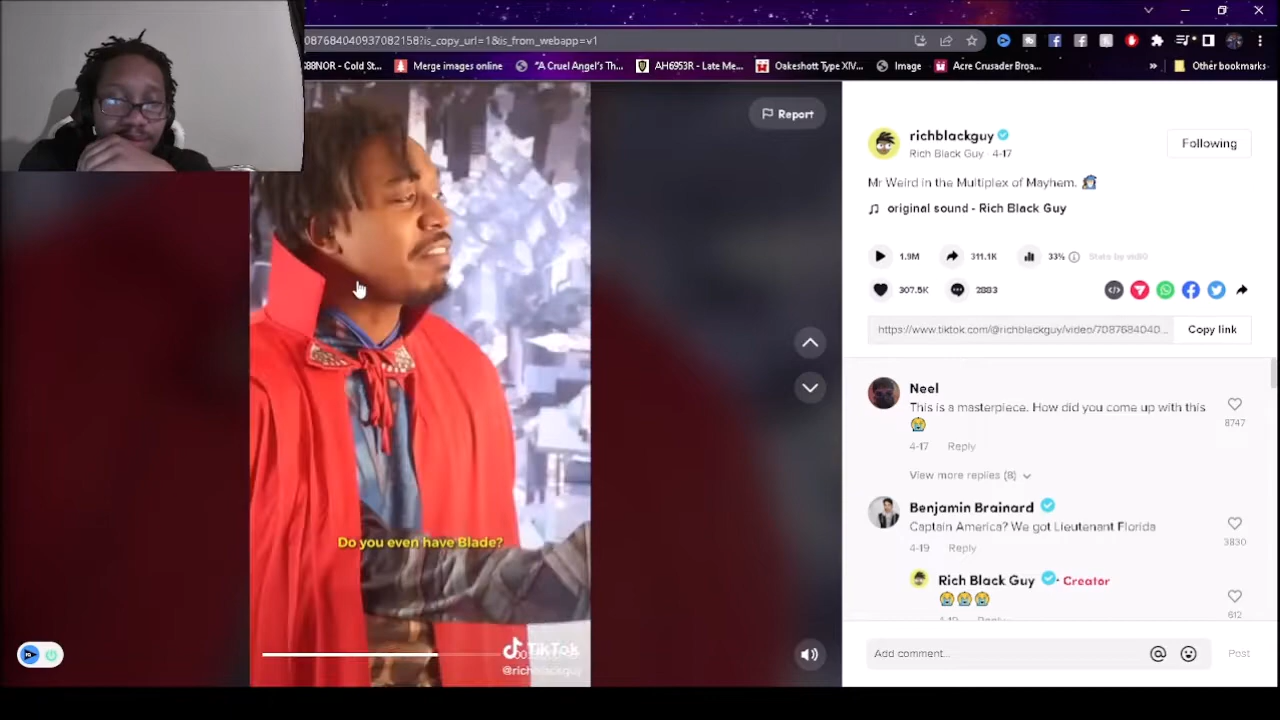 087684040937082158?is_copy_url=1&is_from_webapp=v1
88NOR - Cold St...
Merge images online
"A Cruel Angel's Th...
AH6953R - Late Me...
Oakeshott Type XIV...
Image
Acre Crusader Broa...
»
Other bookmarks
Report
richblackguy
Rich Black Guy · 4-17
Following
Mr Weird in the Multiplex of Mayhem.
original sound - Rich Black Guy
1.9M
311.1K
33%
Stats by vidIQ
307.5K
2883
https://www.tiktok.com/@richblackguy/video/7087684040...
Copy link
Neel
This is a masterpiece. How did you come up with this
😭
8747
4-17 Reply
View more replies (8)
Benjamin Brainard
Captain America? We got Lieutenant Florida
4-19 Reply
3830
Rich Black Guy · Creator
😭😭😭
612
4-19 Reply
Do you even have Blade?
TikTok
@richblackguy
Add comment...
@
Post